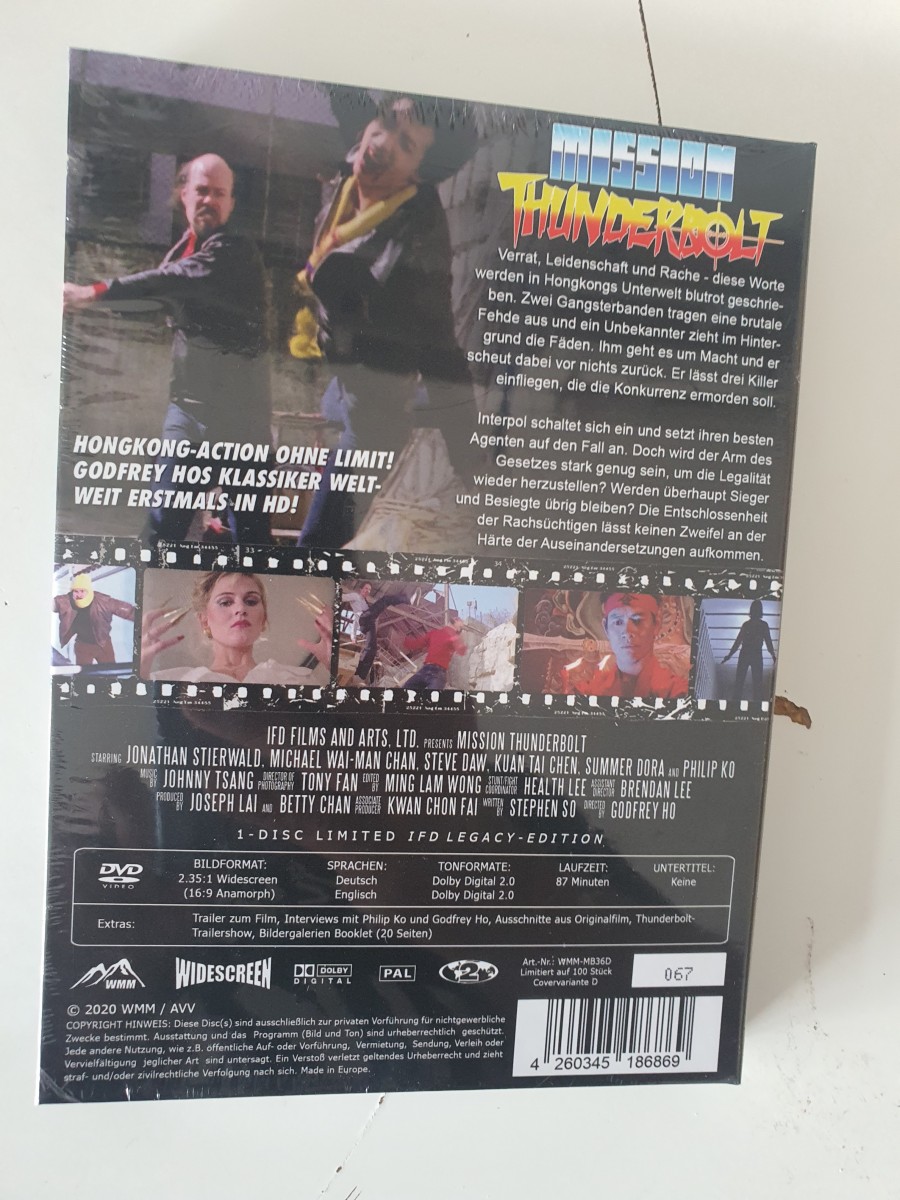 MISSION
THUNDERBOLT
Verrat, Leidenschaft und Rache - diese Worte
werden in Hongkongs Unterwelt blutrot geschrie-
ben. Zwei Gangsterbanden tragen eine brutale
Fehde aus und ein Unbekannter zieht im Hinter-
grund die Fäden. Ihm geht es um Macht und er
scheut dabei vor nichts zurück. Er lässt drei Killer
einfliegen, die die Konkurrenz ermorden soll.
Interpol schaltet sich ein und setzt ihren besten
Agenten auf den Fall an. Doch wird der Arm des
Gesetzes stark genug sein, um die Legalität
wieder herzustellen? Werden überhaupt Sieger
und Besiegte übrig bleiben? Die Entschlossenheit
der Rachsüchtigen lässt keinen Zweifel an der
Härte der Auseinandersetzungen aufkommen.
HONGKONG-ACTION OHNE LIMIT!
GODFREY HOS KLASSIKER WELT-
WEIT ERSTMALS IN HD!
33
34
IFD FILMS AND ARTS, LTD. PRESENTS MISSION THUNDERBOLT
STARRING JONATHAN STIERWALD, MICHAEL WAI-MAN CHAN, STEVE DAW, KUAN TAI CHEN, SUMMER DORA AND PHILIP KO
MUSIC BY JOHNNY TSANG DIRECTOR OF PHOTOGRAPHY TONY FAN EDITED BY MING LAM WONG STUNT/FIGHT COORDINATOR HEALTH LEE ASSISTANT DIRECTOR BRENDAN LEE
PRODUCED BY JOSEPH LAI AND BETTY CHAN ASSOCIATE PRODUCER KWAN CHON FAI WRITTEN BY STEPHEN SO DIRECTED BY GODFREY HO
1-DISC LIMITED IFD LEGACY-EDITION
DVD VIDEO
BILDFORMAT: SPRACHEN: TONFORMATE: LAUFZEIT: UNTERTITEL:
2.35:1 Widescreen Deutsch Dolby Digital 2.0 87 Minuten Keine
(16:9 Anamorph) Englisch Dolby Digital 2.0
Extras: Trailer zum Film, Interviews mit Philip Ko und Godfrey Ho, Ausschnitte aus Originalfilm, Thunderbolt-
Trailershow, Bildergalerien Booklet (20 Seiten)
WMM WIDESCREEN DOLBY DIGITAL PAL 2
Art.-Nr.: WMM-MB36D
Limitiert auf 100 Stück
Covervariante D
067
© 2020 WMM / AVV
COPYRIGHT HINWEIS: Diese Disc(s) sind ausschließlich zur privaten Vorführung für nichtgewerbliche
Zwecke bestimmt. Ausstattung und das Programm (Bild und Ton) sind urheberrechtlich geschützt.
Jede andere Nutzung, wie z.B. öffentliche Auf- oder Vorführung, Vermietung, Sendung, Verleih oder
Vervielfältigung jeglicher Art sind untersagt. Ein Verstoß verletzt geltendes Urheberrecht und zieht
straf- und/oder zivilrechtliche Verfolgung nach sich. Made in Europe.
4 260345 186869